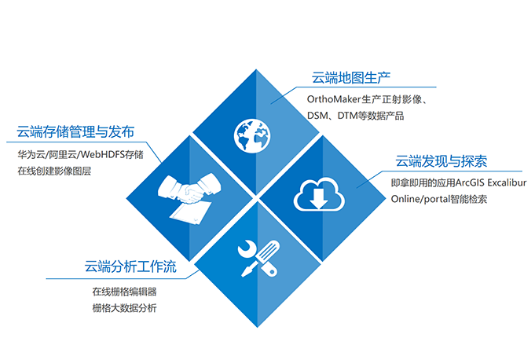 云端地图生产
OrthoMaker生产正射影像、
DSM、DTM等数据产品
云端存储管理与发布
华为云/阿里云/WebHDFS存储
在线创建影像图层
云端发现与探索
即拿即用的应用ArcGIS Excalibur
Online/portal智能检索
云端分析工作流
在线栅格编辑器
栅格大数据分析